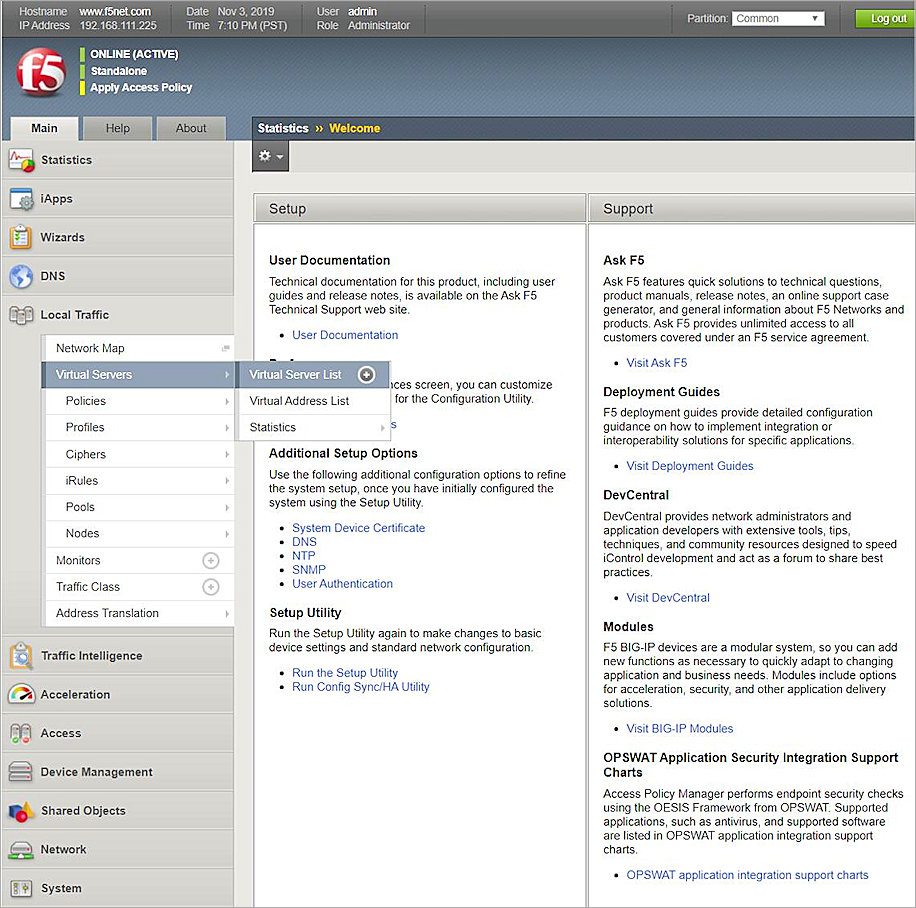 Hostname www.f5net.com Date Nov 3, 2019 User admin
IP Address 192.168.111.225 Time 7:10 PM (PST) Role Administrator
Partition: Common
Log out
f5
ONLINE (ACTIVE)
Standalone
Apply Access Policy
Main Help About
Statistics
iApps
Wizards
DNS
Local Traffic
Network Map
Virtual Servers
Policies
Profiles
Ciphers
iRules
Pools
Nodes
Monitors
Traffic Class
Address Translation
Traffic Intelligence
Acceleration
Access
Device Management
Shared Objects
Network
System
Virtual Server List
Virtual Address List
Statistics
Statistics » Welcome
Setup
User Documentation
Technical documentation for this product, including user
guides and release notes, is available on the Ask F5
Technical Support web site.
User Documentation
screen, you can customize
for the Configuration Utility.
Additional Setup Options
Use the following additional configuration options to refine
the system setup, once you have initially configured the
system using the Setup Utility.
System Device Certificate
DNS
NTP
SNMP
User Authentication
Setup Utility
Run the Setup Utility again to make changes to basic
device settings and standard network configuration.
Run the Setup Utility
Run Config Sync/HA Utility
Support
Ask F5
Ask F5 features quick solutions to technical questions,
product manuals, release notes, an online support case
generator, and general information about F5 Networks and
products. Ask F5 provides unlimited access to all
customers covered under an F5 service agreement.
Visit Ask F5
Deployment Guides
F5 deployment guides provide detailed configuration
guidance on how to implement integration or
interoperability solutions for specific applications.
Visit Deployment Guides
DevCentral
DevCentral provides network administrators and
application developers with extensive tools, tips,
techniques, and community resources designed to speed
iControl development and act as a forum to share best
practices.
Visit DevCentral
Modules
F5 BIG-IP devices are a modular system, so you can add
new functions as necessary to quickly adapt to changing
application and business needs. Modules include options
for acceleration, security, and other application delivery
solutions.
Visit BIG-IP Modules
OPSWAT Application Security Integration Support
Charts
Access Policy Manager performs endpoint security checks
using the OESIS Framework from OPSWAT. Supported
applications, such as antivirus, and supported software
are listed in OPSWAT application integration support
charts.
OPSWAT application integration support charts